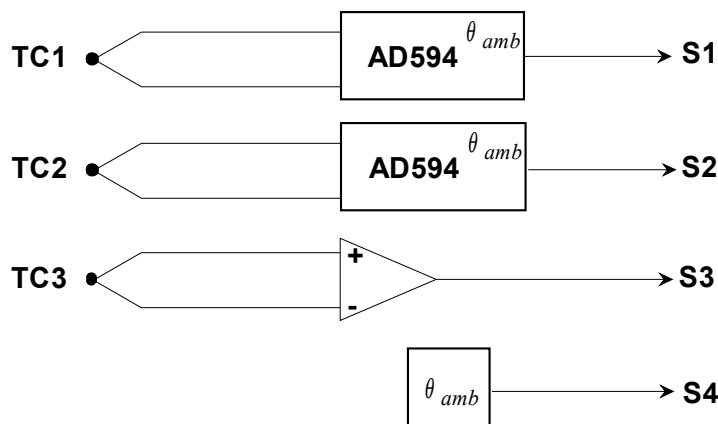 TC1 AD594 θ amb S1
TC2 AD594 θ amb S2
TC3 + - S3
θ amb S4